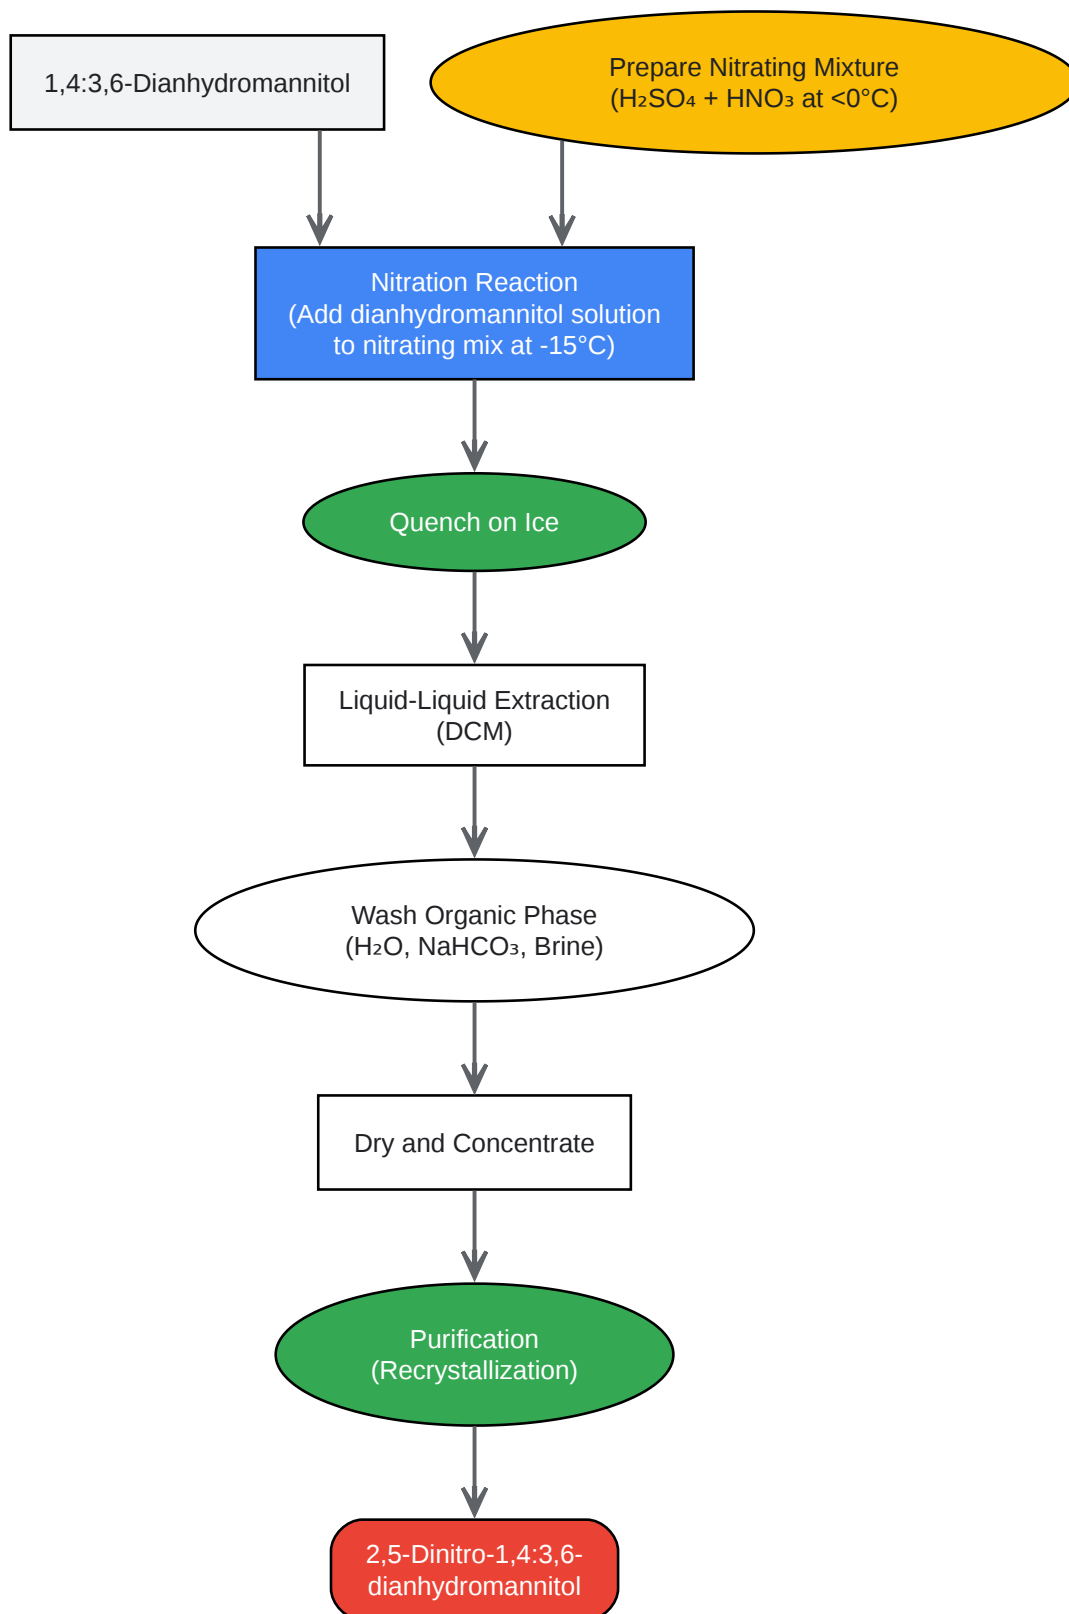 1,4:3,6-Dianhydromannitol
Prepare Nitrating Mixture
(H₂SO₄ + HNO₃ at <0°C)
Nitration Reaction
(Add dianhydromannitol solution
to nitrating mix at -15°C)
Quench on Ice
Liquid-Liquid Extraction
(DCM)
Wash Organic Phase
(H₂O, NaHCO₃, Brine)
Dry and Concentrate
Purification
(Recrystallization)
2,5-Dinitro-1,4:3,6-
dianhydromannitol